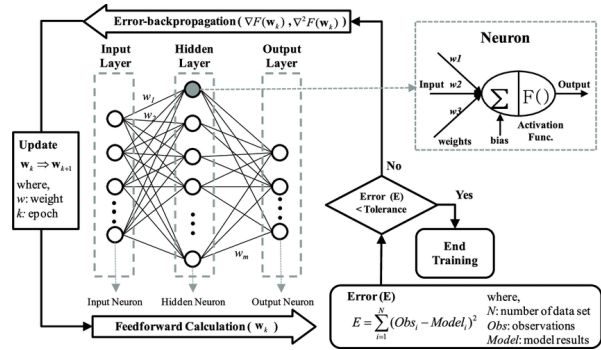 Error-backpropagation ( ∇F(w_k) , ∇²F(w_k) )
Input Layer
Hidden Layer
Output Layer
w_1
w_2
w_m
Input Neuron
Hidden Neuron
Output Neuron
Update
w_k ⇒ w_{k+1}
where,
w: weight
k: epoch
Feedforward Calculation ( w_k )
Neuron
w1
Input
w2
w3
weights
bias
Σ
F()
Output
Activation
Func.
No
Error (E)
< Tolerance
Yes
End
Training
Error (E)
E = Σ_{i=1}^{N} (Obs_i − Model_i)²
where,
N: number of data set
Obs: observations
Model: model results